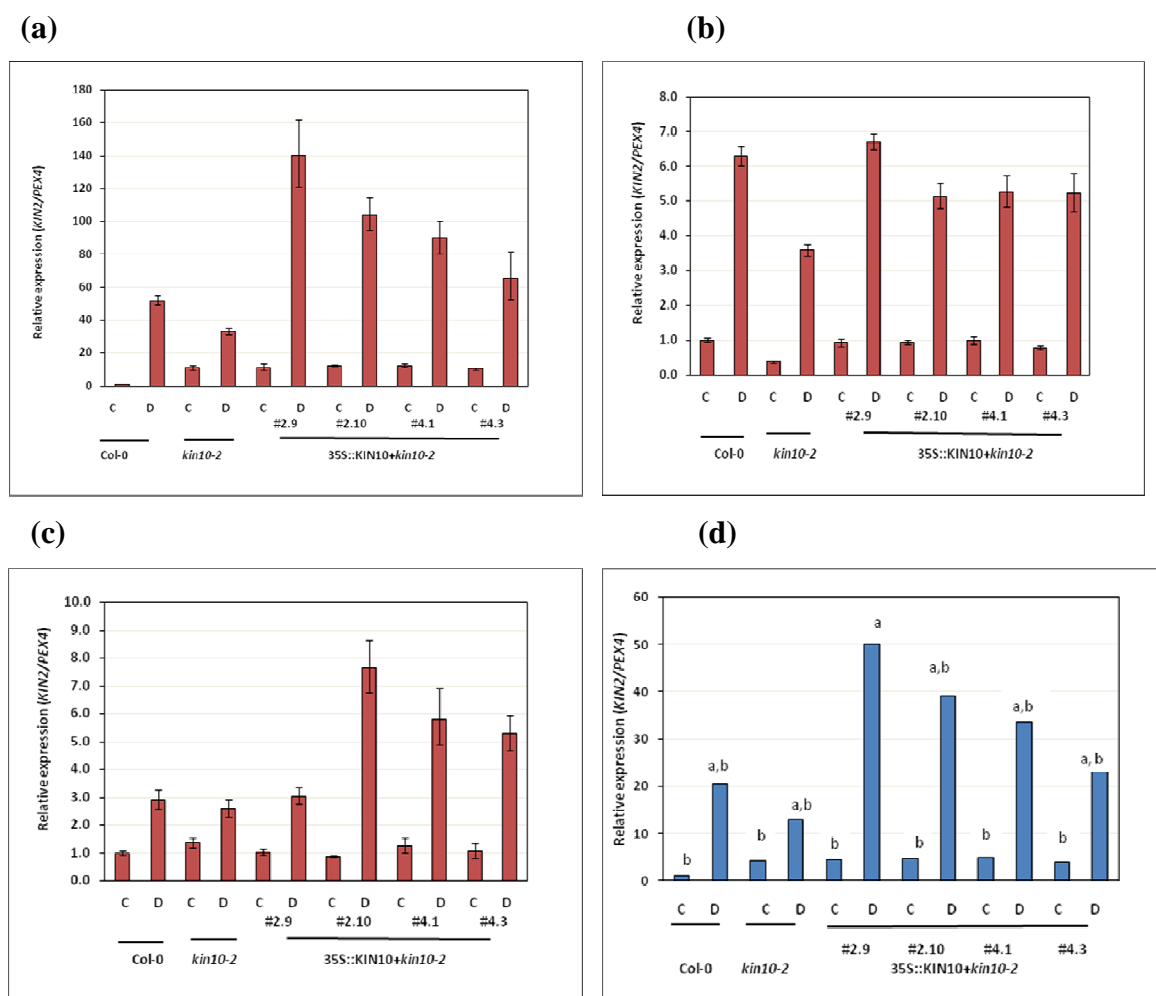 (a)
Relative expression (KIN2/PEX4)
180
160
140
120
100
80
60
40
20
0
C D C D C D C D C D C D
#2.9 #2.10 #4.1 #4.3
Col-0 kin10-2 35S::KIN10+kin10-2
(b)
Relative expression (KIN2/PEX4)
8.0
7.0
6.0
5.0
4.0
3.0
2.0
1.0
0.0
C D C D C D C D C D C D
#2.9 #2.10 #4.1 #4.3
Col-0 kin10-2 35S::KIN10+kin10-2
(c)
Relative expression (KIN2/PEX4)
10.0
9.0
8.0
7.0
6.0
5.0
4.0
3.0
2.0
1.0
0.0
C D C D C D C D C D C D
#2.9 #2.10 #4.1 #4.3
Col-0 kin10-2 35S::KIN10+kin10-2
(d)
Relative expression (KIN2/PEX4)
60
50
40
30
20
10
0
b a,b b a,b b a b a,b b a,b b a, b
C D C D C D C D C D C D
#2.9 #2.10 #4.1 #4.3
Col-0 kin10-2 35S::KIN10+kin10-2